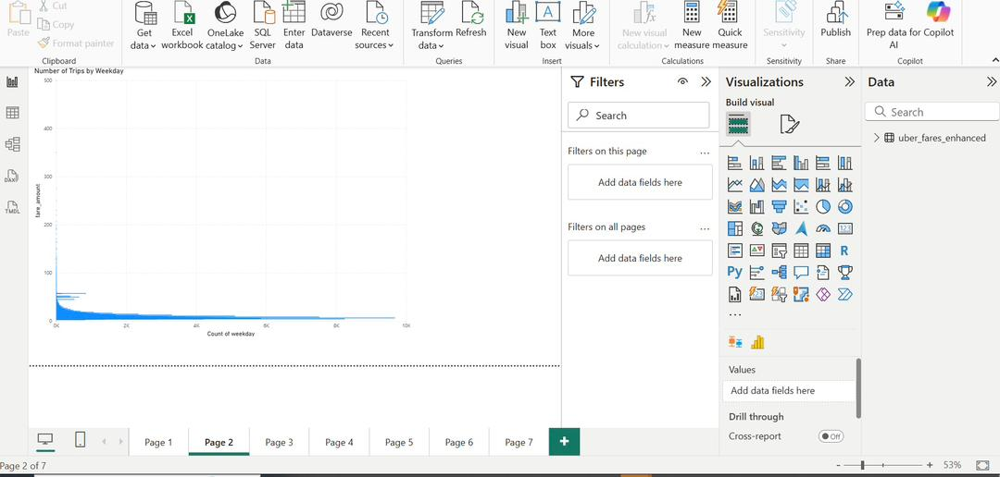 Cut
Paste
Copy
Format painter
Clipboard
Get data
Excel workbook
OneLake catalog
SQL Server
Enter data
Dataverse
Recent sources
Data
Transform data
Refresh
Queries
New visual
Text box
More visuals
Insert
New visual calculation
New measure
Quick measure
Calculations
Sensitivity
Sensitivity
Publish
Share
Prep data for AI
Copilot
Copilot
DAX
TMDL
Number of Trips by Weekday
500
400
300
200
100
0
fare_amount
0K
2K
4K
6K
8K
10K
Count of weekday
Filters
Search
Filters on this page
...
Add data fields here
Filters on all pages
...
Add data fields here
Visualizations
Build visual
123
R
Py
123
...
Values
Add data fields here
Drill through
Cross-report
Off
Data
Search
uber_fares_enhanced
Page 1
Page 2
Page 3
Page 4
Page 5
Page 6
Page 7
+
Page 2 of 7
-
+
53%